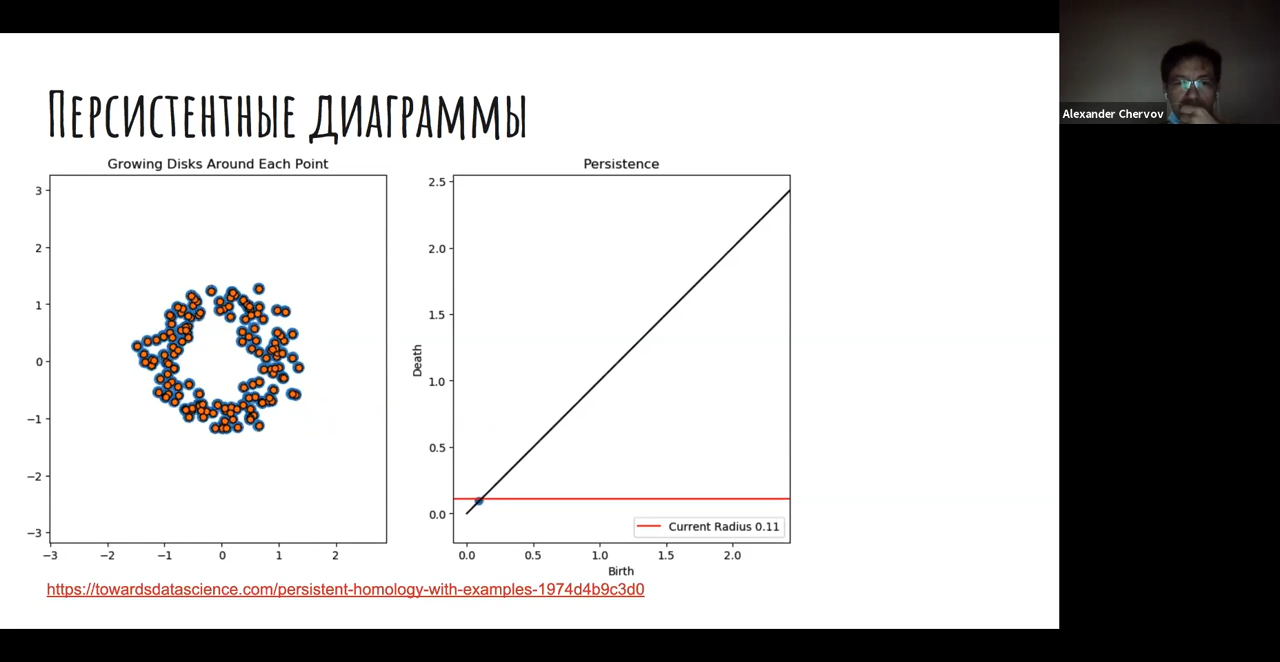 Персистентные диаграммы
Alexander Chervov
Growing Disks Around Each Point
3
2
1
0
−1
−2
−3
−3 −2 −1 0 1 2
Persistence
2.5
2.0
1.5
1.0
0.5
0.0
Death
Current Radius 0.11
0.0 0.5 1.0 1.5 2.0
Birth
https://towardsdatascience.com/persistent-homology-with-examples-1974d4b9c3d0